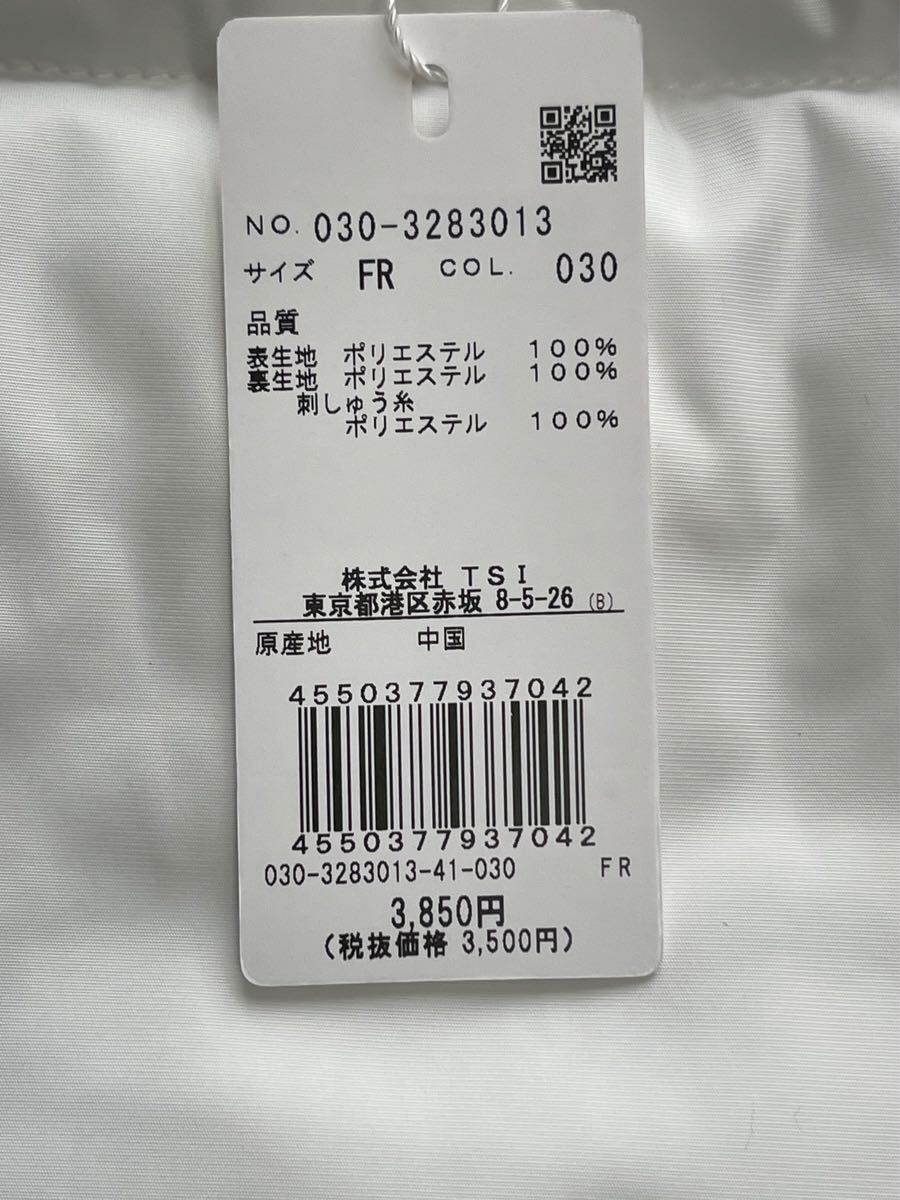 NO. 030-3283013
サイズ FR COL. 030
品質
表生地 ポリエステル 100%
裏生地 ポリエステル 100%
刺しゅう糸
ポリエステル 100%
株式会社 TSI
東京都港区赤坂 8-5-26 (B)
原産地 中国
4550377937042
4550377937042
030-3283013-41-030 FR
3,850円
(税抜価格 3,500円)